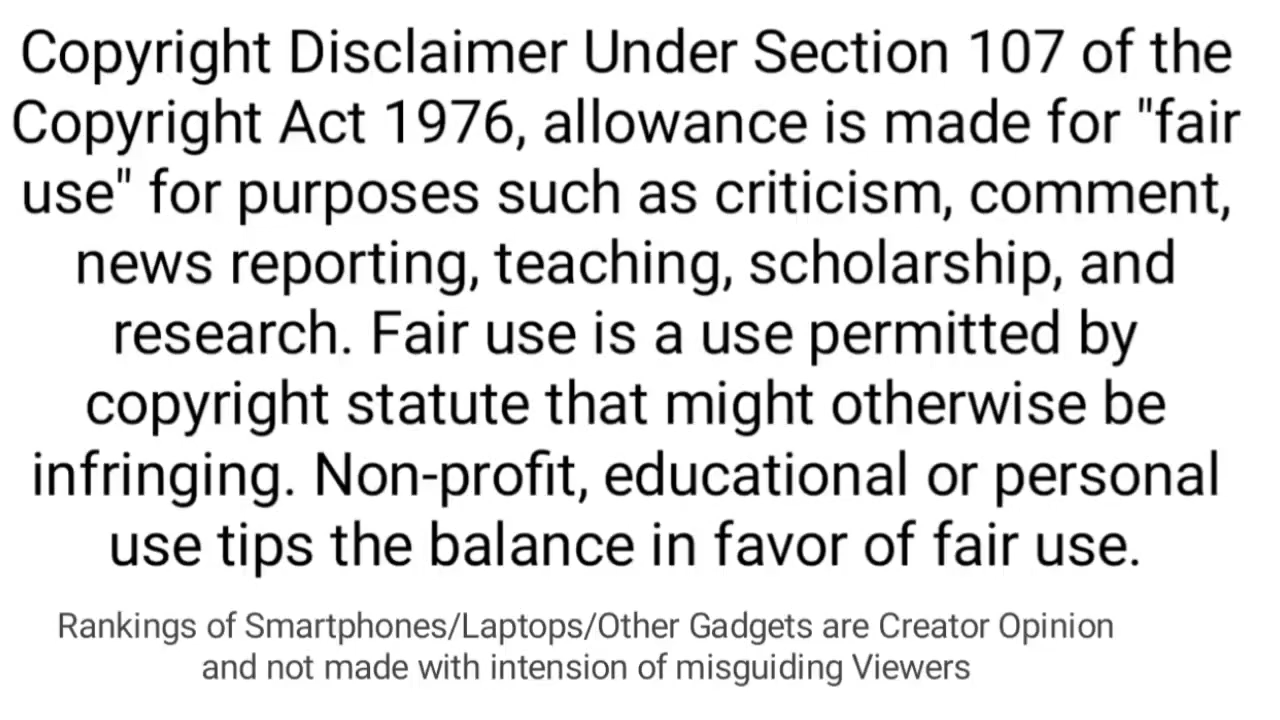 Copyright Disclaimer Under Section 107 of the
Copyright Act 1976, allowance is made for "fair
use" for purposes such as criticism, comment,
news reporting, teaching, scholarship, and
research. Fair use is a use permitted by
copyright statute that might otherwise be
infringing. Non-profit, educational or personal
use tips the balance in favor of fair use.
Rankings of Smartphones/Laptops/Other Gadgets are Creator Opinion
and not made with intension of misguiding Viewers